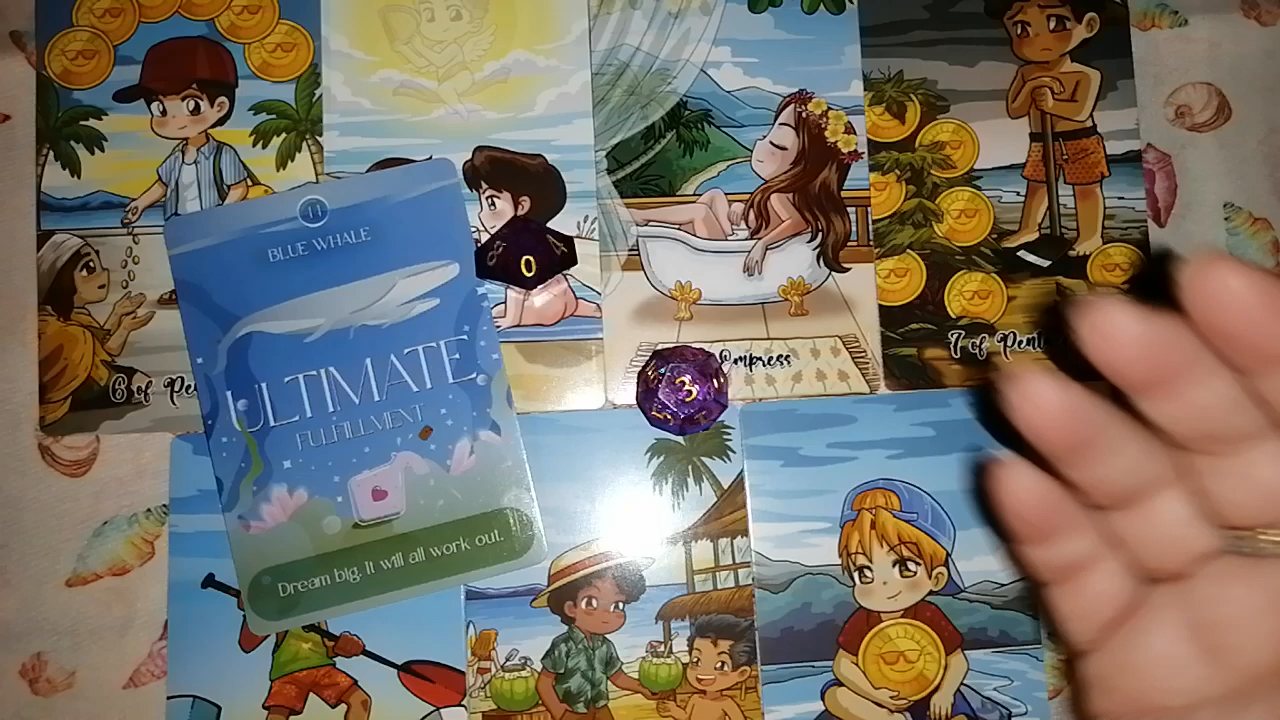 11
BLUE WHALE
ULTIMATE
FULFILLMENT
Dream big. It will all work out.
6 of Pe
0
3
Empress
7 of Pent